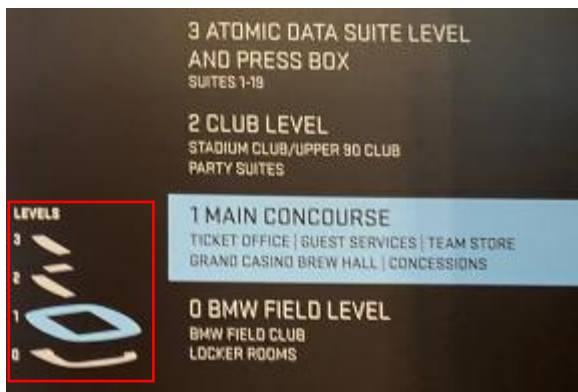 3 ATOMIC DATA SUITE LEVEL
AND PRESS BOX
SUITES 1-19
2 CLUB LEVEL
STADIUM CLUB/UPPER 90 CLUB
PARTY SUITES
LEVELS
3
2
1
0
1 MAIN CONCOURSE
TICKET OFFICE | GUEST SERVICES | TEAM STORE
GRAND CASINO BREW HALL | CONCESSIONS
0 BMW FIELD LEVEL
BMW FIELD CLUB
LOCKER ROOMS